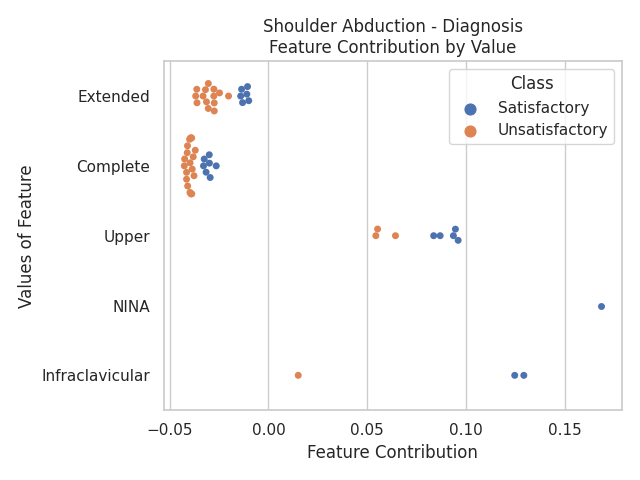 Shoulder Abduction - Diagnosis
Feature Contribution by Value
Class
Satisfactory
Unsatisfactory
Values of Feature
Extended
Complete
Upper
NINA
Infraclavicular
−0.05 0.00 0.05 0.10 0.15
Feature Contribution